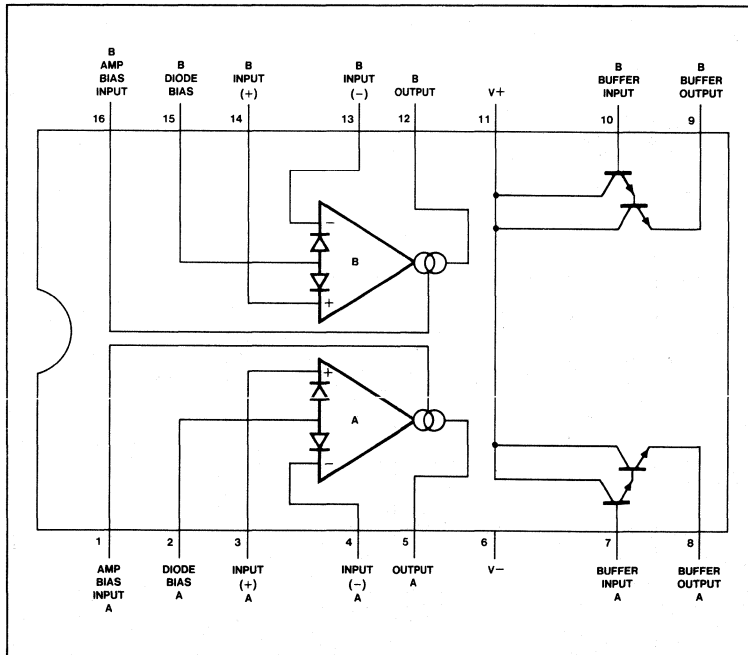 B
AMP
BIAS
INPUT
B
DIODE
BIAS
B
INPUT
(+)
B
INPUT
(-)
B
OUTPUT
V+
B
BUFFER
INPUT
B
BUFFER
OUTPUT
16
15
14
13
12
11
10
9
-
B
+
+
A
-
1
2
3
4
5
6
7
8
AMP
BIAS
INPUT
A
DIODE
BIAS
A
INPUT
(+)
A
INPUT
(-)
A
OUTPUT
A
V-
BUFFER
INPUT
A
BUFFER
OUTPUT
A